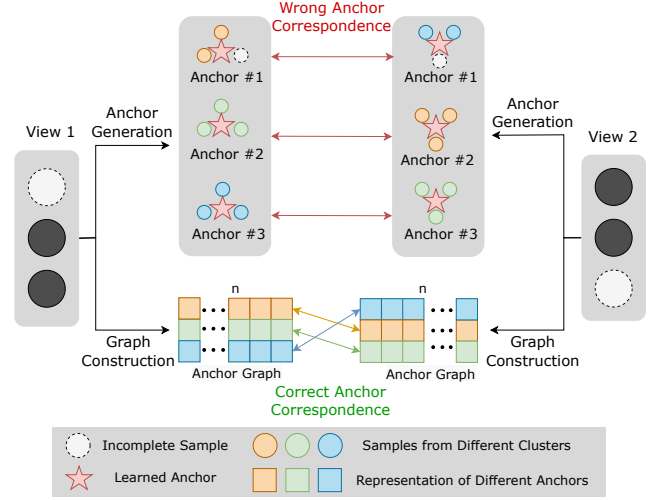 Wrong Anchor
Correspondence
Anchor #1
Anchor #1
Anchor
Generation
Anchor
Generation
View 1
View 2
Anchor #2
Anchor #2
Anchor #3
Anchor #3
n
n
Graph
Construction
Graph
Construction
Anchor Graph
Anchor Graph
Correct Anchor
Correspondence
Incomplete Sample
Samples from Different Clusters
Learned Anchor
Representation of Different Anchors